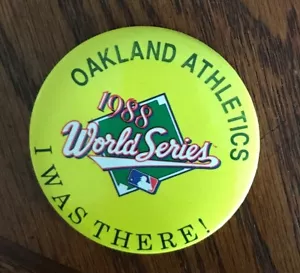 OAKLAND ATHLETICS
1988
World Series
I WAS THERE!